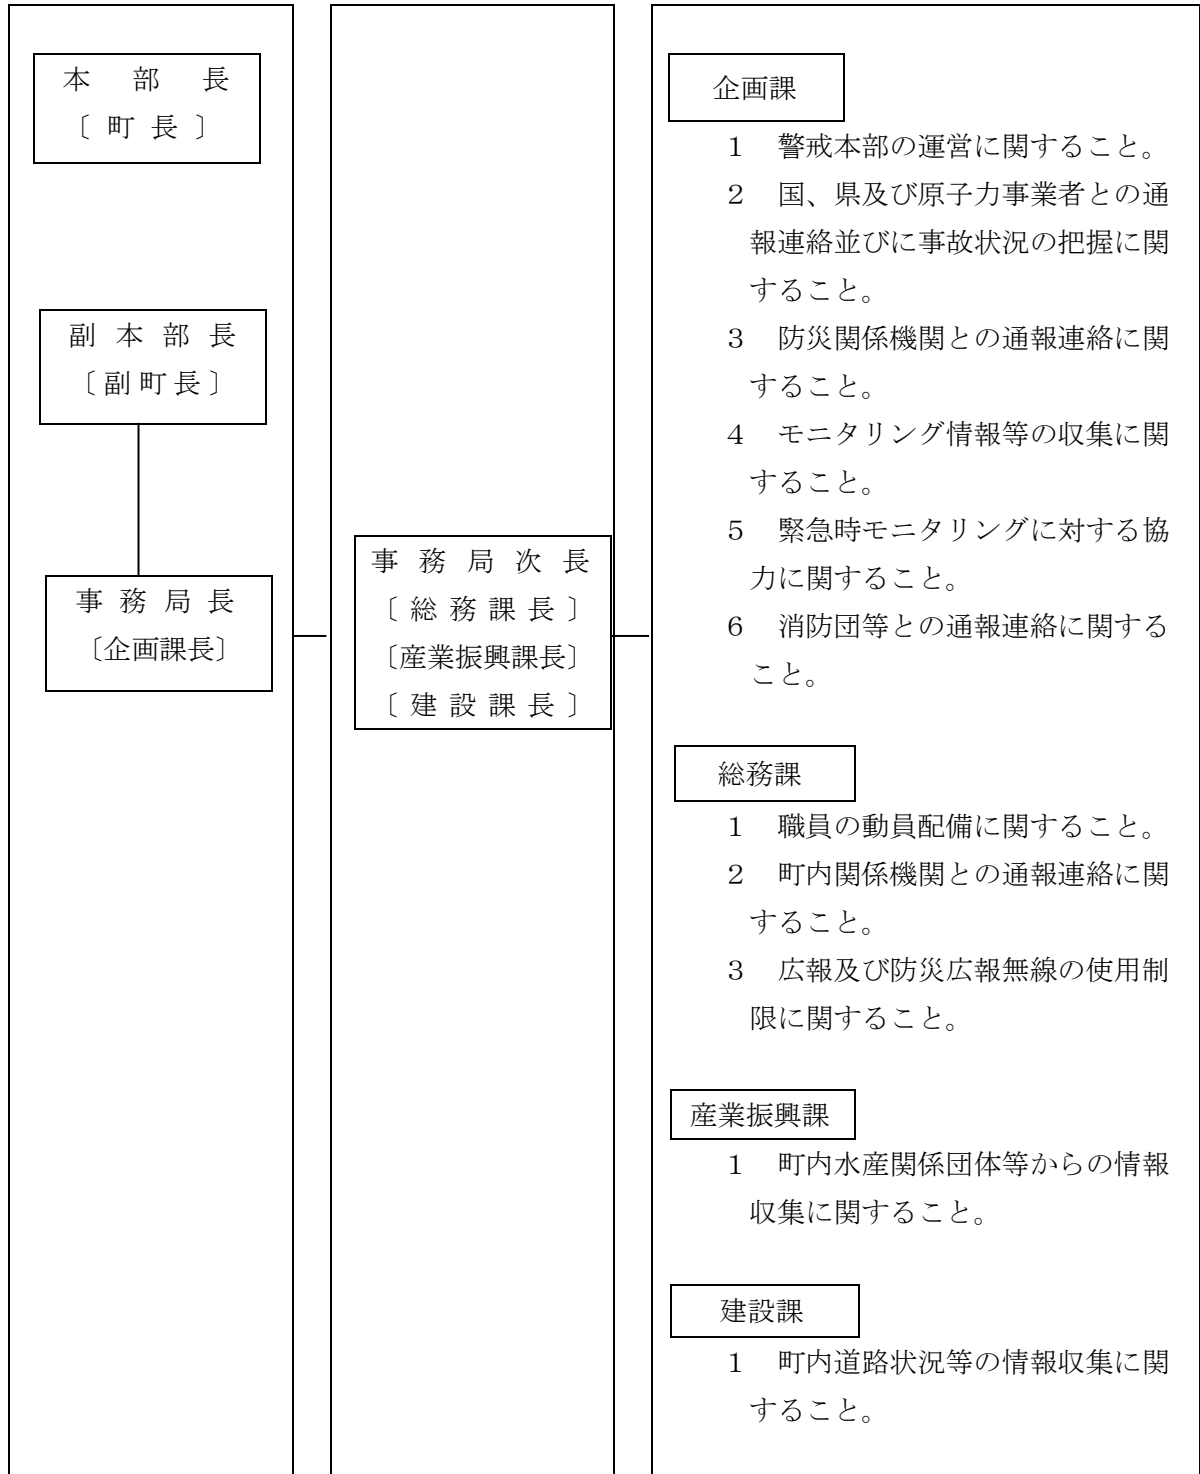 本部長
〔町長〕
副本部長
〔副町長〕
事務局長
〔企画課長〕
事務局次長
〔総務課長〕
〔産業振興課長〕
〔建設課長〕
企画課
１　警戒本部の運営に関すること。
２　国、県及び原子力事業者との通
報連絡並びに事故状況の把握に関
すること。
３　防災関係機関との通報連絡に関
すること。
４　モニタリング情報等の収集に関
すること。
５　緊急時モニタリングに対する協
力に関すること。
６　消防団等との通報連絡に関する
こと。
総務課
１　職員の動員配備に関すること。
２　町内関係機関との通報連絡に関
すること。
３　広報及び防災広報無線の使用制
限に関すること。
産業振興課
１　町内水産関係団体等からの情報
収集に関すること。
建設課
１　町内道路状況等の情報収集に関
すること。